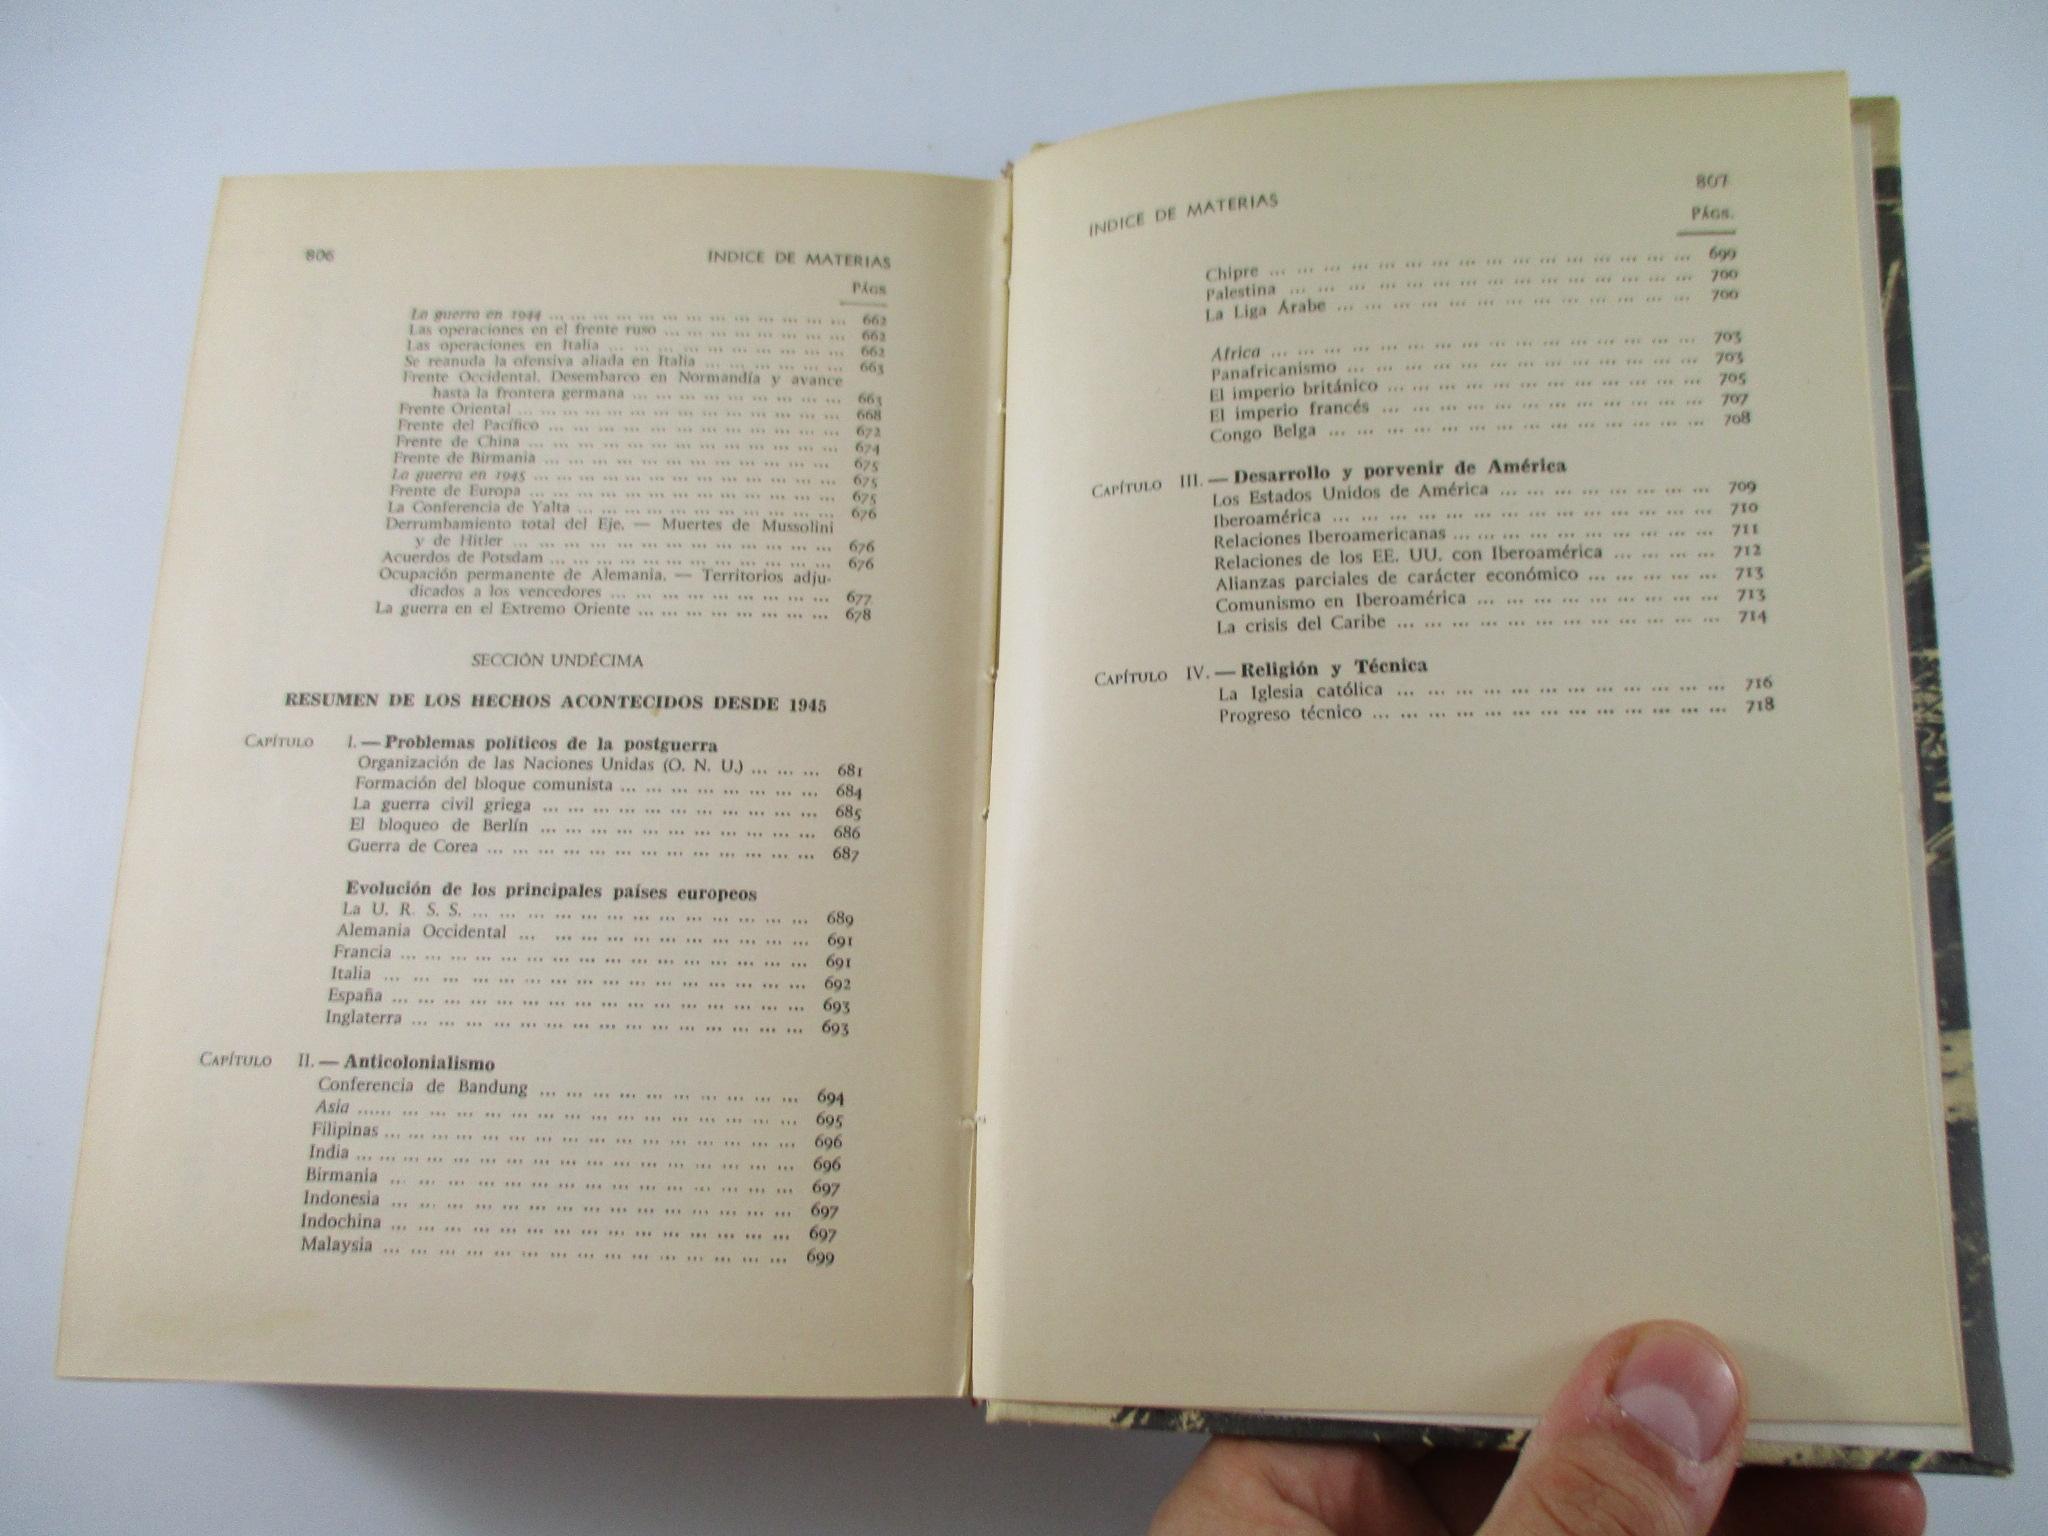 806
INDICE DE MATERIAS
PÁGS
La guerra en 1944 ... 662
Las operaciones en el frente ruso ... 662
Las operaciones en Italia ... 662
Se reanuda la ofensiva aliada en Italia ... 663
Frente Occidental. Desembarco en Normandía y avance
hasta la frontera germana ... 663
Frente Oriental ... 668
Frente del Pacífico ... 672
Frente de China ... 674
Frente de Birmania ... 675
La guerra en 1945 ... 675
Frente de Europa ... 675
La Conferencia de Yalta ... 676
Derrumbamiento total del Eje. — Muertes de Mussolini
y de Hitler ... 676
Acuerdos de Potsdam ... 676
Ocupación permanente de Alemania. — Territorios adju-
dicados a los vencedores ... 677
La guerra en el Extremo Oriente ... 678
SECCIÓN UNDÉCIMA
RESUMEN DE LOS HECHOS ACONTECIDOS DESDE 1945
CAPÍTULO I. — Problemas políticos de la postguerra
Organización de las Naciones Unidas (O. N. U.) ... 681
Formación del bloque comunista ... 684
La guerra civil griega ... 685
El bloqueo de Berlín ... 686
Guerra de Corea ... 687
Evolución de los principales países europeos
La U. R. S. S. ... 689
Alemania Occidental ... 691
Francia ... 691
Italia ... 692
España ... 693
Inglaterra ... 693
CAPÍTULO II. — Anticolonialismo
Conferencia de Bandung ... 694
Asia ... 695
Filipinas ... 696
India ... 696
Birmania ... 697
Indonesia ... 697
Indochina ... 697
Malaysia ... 699
INDICE DE MATERIAS
807
PÁGS.
Chipre ... 699
Palestina ... 700
La Liga Árabe ... 700
Africa ... 703
Panafricanismo ... 703
El imperio británico ... 705
El imperio francés ... 707
Congo Belga ... 708
CAPÍTULO III. — Desarrollo y porvenir de América
Los Estados Unidos de América ... 709
Iberoamérica ... 710
Relaciones Iberoamericanas ... 711
Relaciones de los EE. UU. con Iberoamérica ... 712
Alianzas parciales de carácter económico ... 713
Comunismo en Iberoamérica ... 713
La crisis del Caribe ... 714
CAPÍTULO IV. — Religión y Técnica
La Iglesia católica ... 716
Progreso técnico ... 718